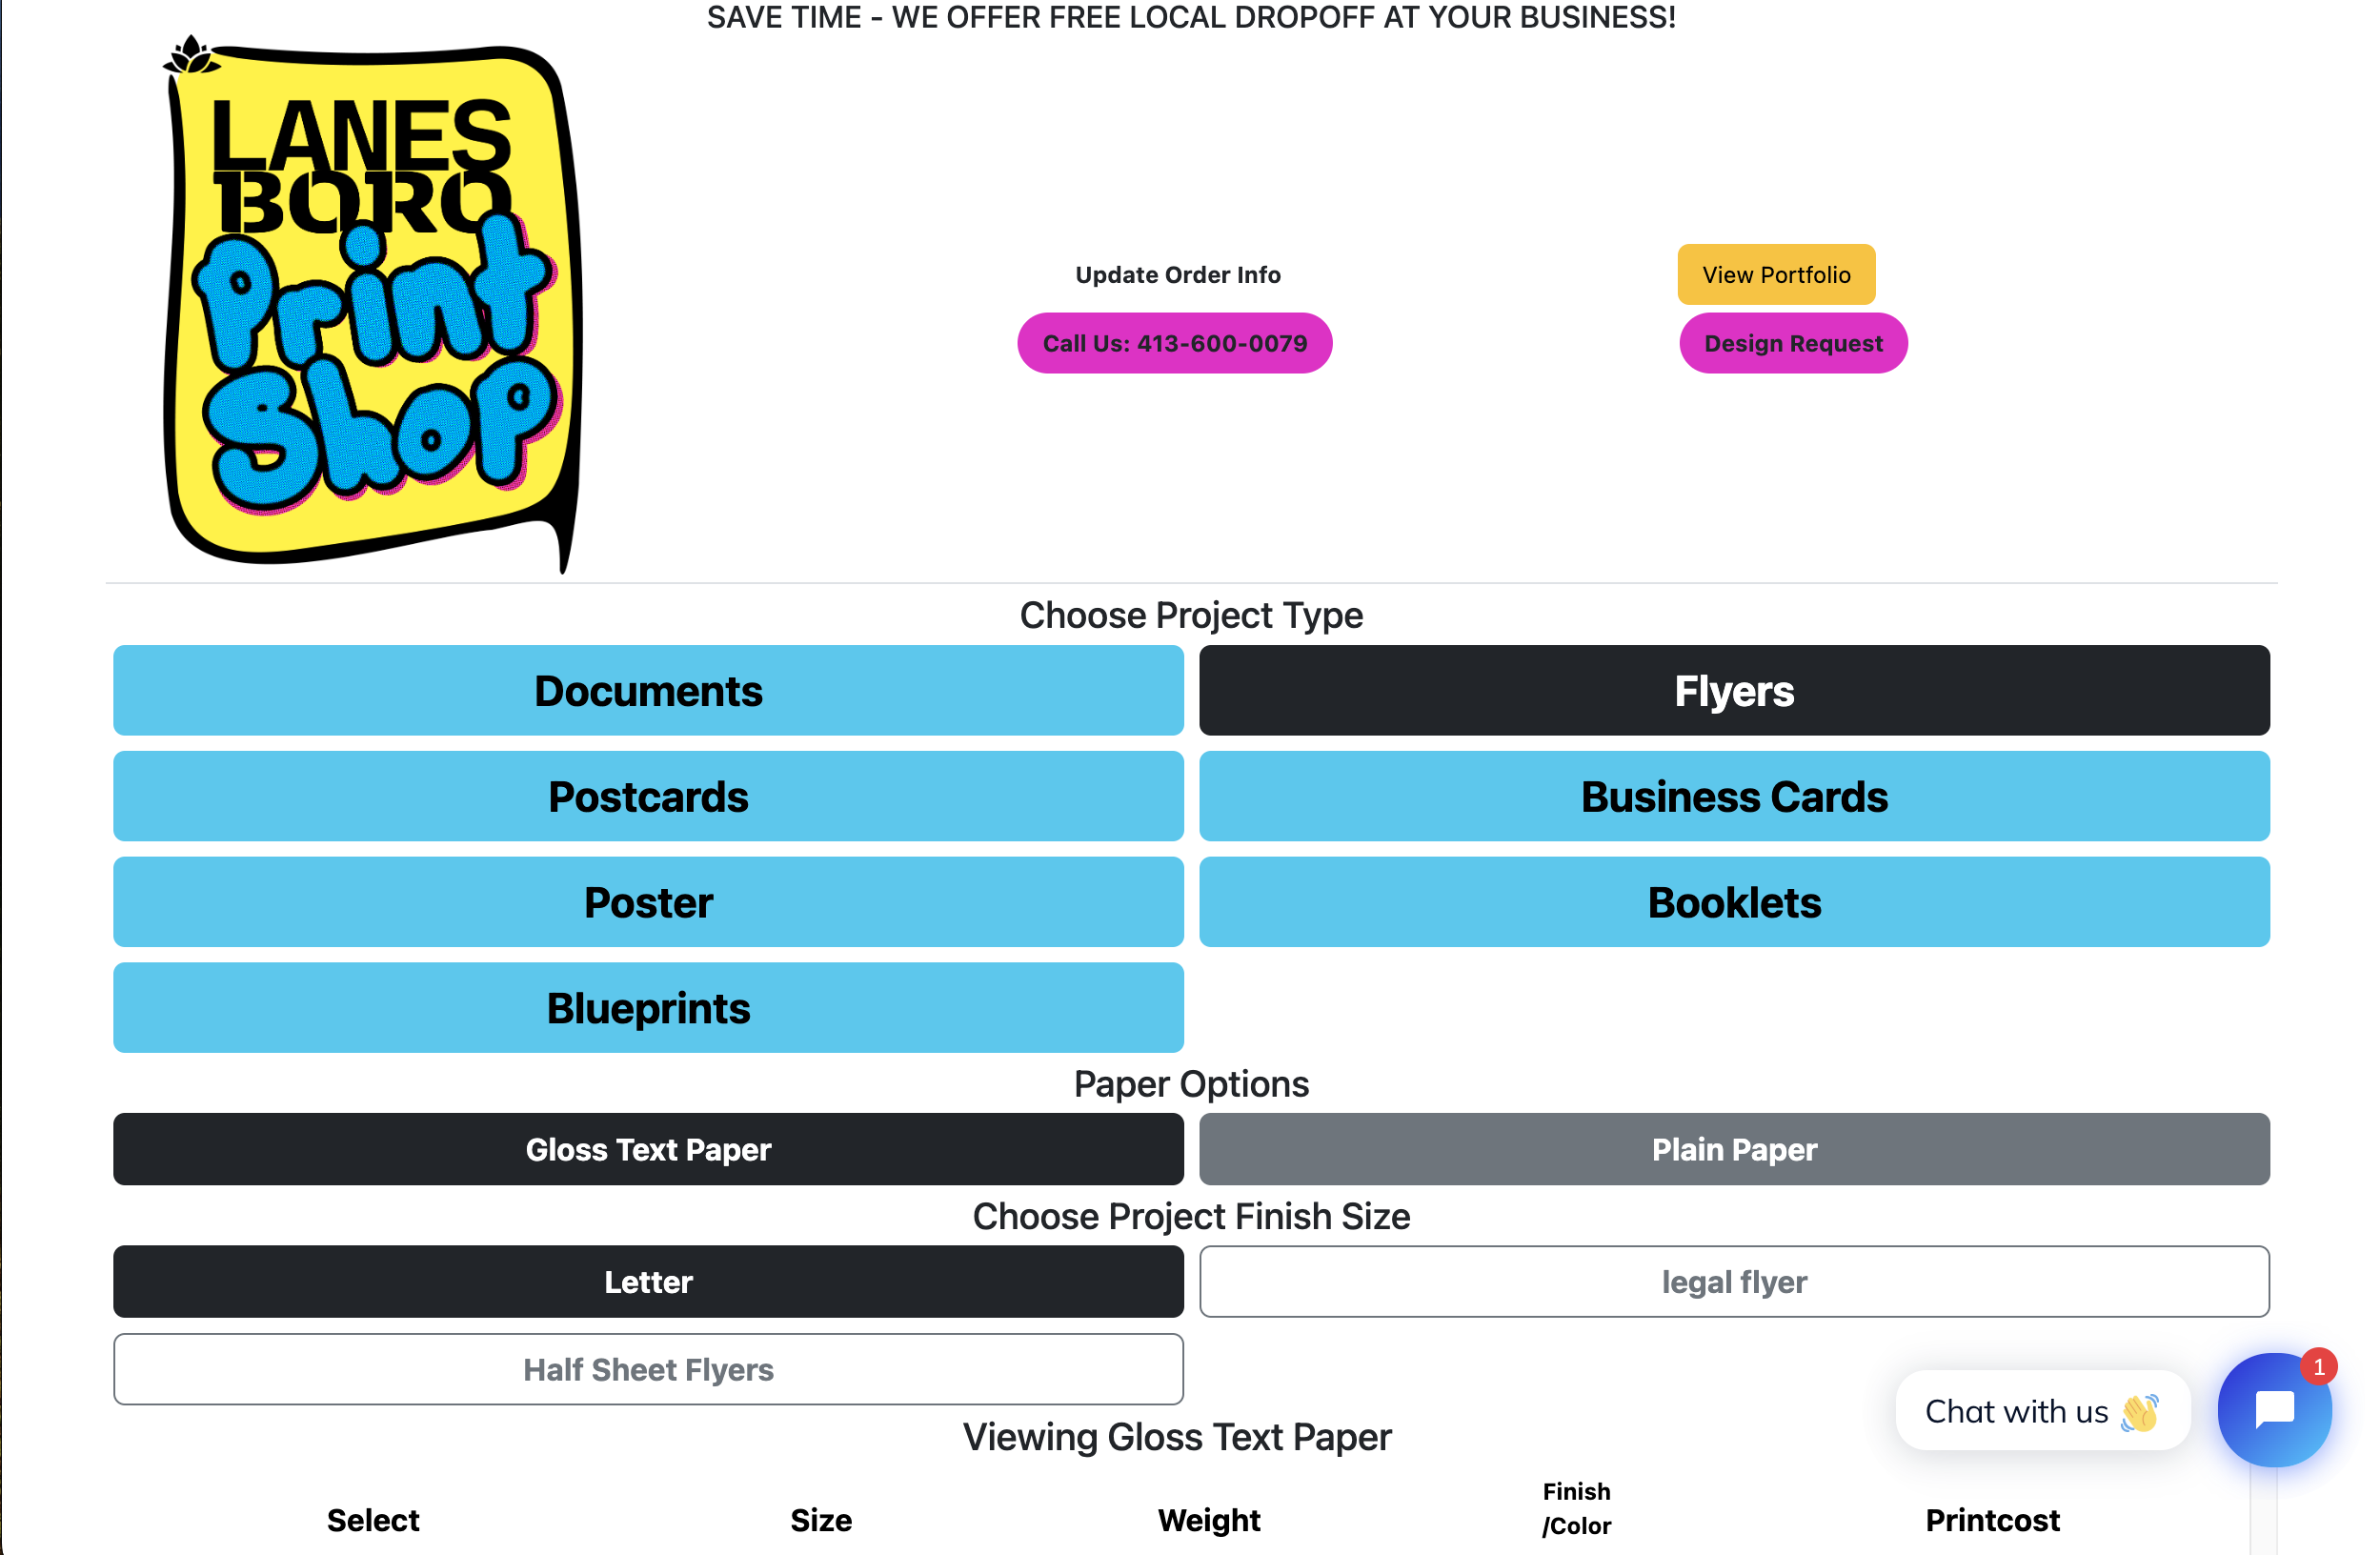 SAVE TIME - WE OFFER FREE LOCAL DROPOFF AT YOUR BUSINESS!
LANES
BORO
Print
Shop
Update Order Info
View Portfolio
Call Us: 413-600-0079
Design Request
Choose Project Type
Documents
Flyers
Postcards
Business Cards
Poster
Booklets
Blueprints
Paper Options
Gloss Text Paper
Plain Paper
Choose Project Finish Size
Letter
legal flyer
Half Sheet Flyers
1
Chat with us 👋
Viewing Gloss Text Paper
Select
Size
Weight
Finish
/Color
Printcost